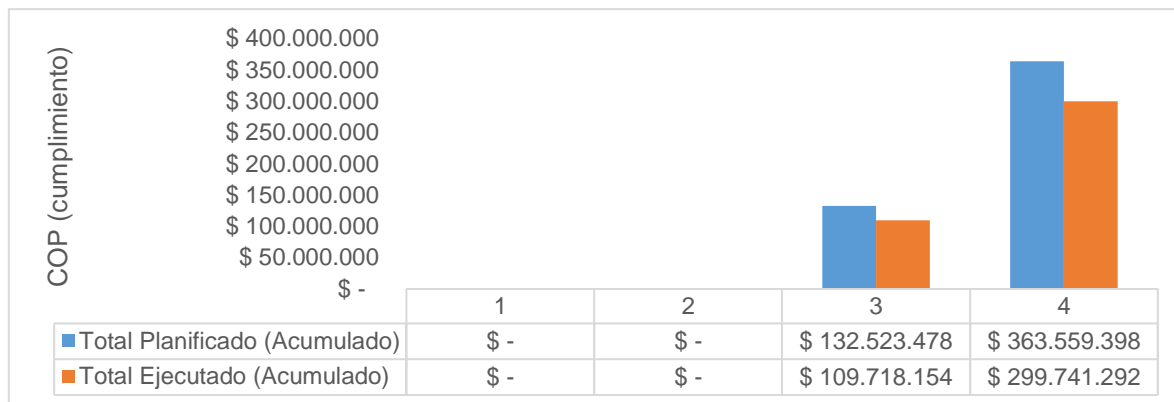 COP (cumplimiento)
$ 400.000.000
$ 350.000.000
$ 300.000.000
$ 250.000.000
$ 200.000.000
$ 150.000.000
$ 100.000.000
$ 50.000.000
$ -
1 2 3 4
Total Planificado (Acumulado) $ - $ - $ 132.523.478 $ 363.559.398
Total Ejecutado (Acumulado) $ - $ - $ 109.718.154 $ 299.741.292